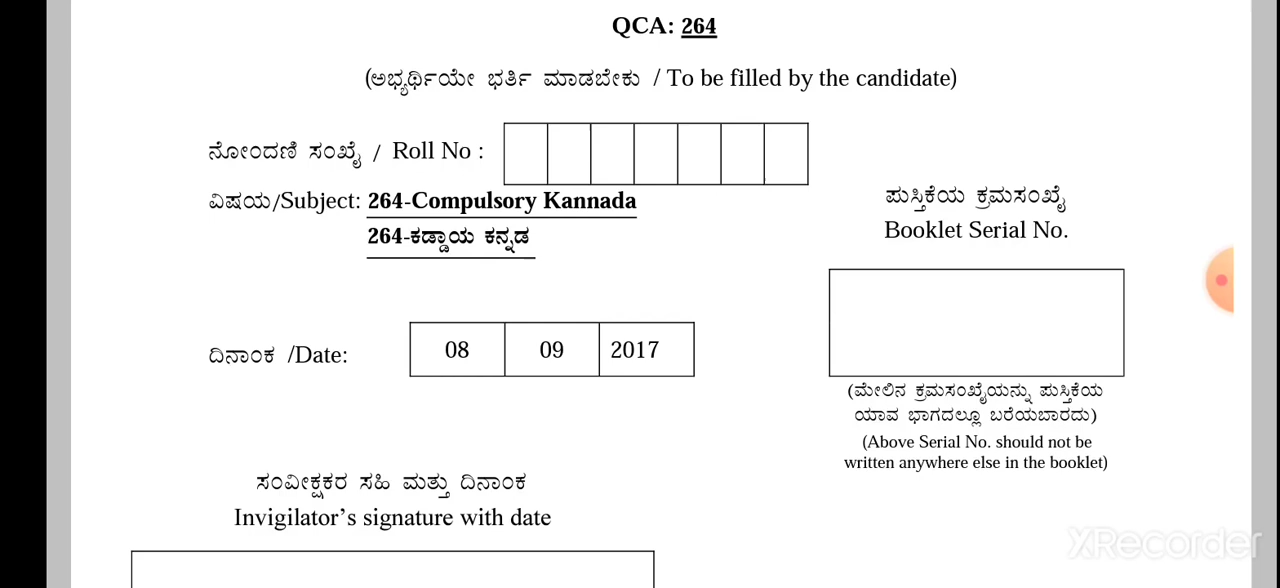 QCA: 264
(ಅಭ್ಯರ್ಥಿಯೇ ಭರ್ತಿ ಮಾಡಬೇಕು / To be filled by the candidate)
ನೋಂದಣಿ ಸಂಖ್ಯೆ / Roll No :
ವಿಷಯ/Subject: 264-Compulsory Kannada
264-ಕಡ್ಡಾಯ ಕನ್ನಡ
ಪುಸ್ತಿಕೆಯ ಕ್ರಮಸಂಖ್ಯೆ
Booklet Serial No.
ದಿನಾಂಕ /Date: 08 09 2017
(ಮೇಲಿನ ಕ್ರಮಸಂಖ್ಯೆಯನ್ನು ಪುಸ್ತಿಕೆಯ
ಯಾವ ಭಾಗದಲ್ಲೂ ಬರೆಯಬಾರದು)
(Above Serial No. should not be
written anywhere else in the booklet)
ಸಂವೀಕ್ಷಕರ ಸಹಿ ಮತ್ತು ದಿನಾಂಕ
Invigilator's signature with date
XRecorder